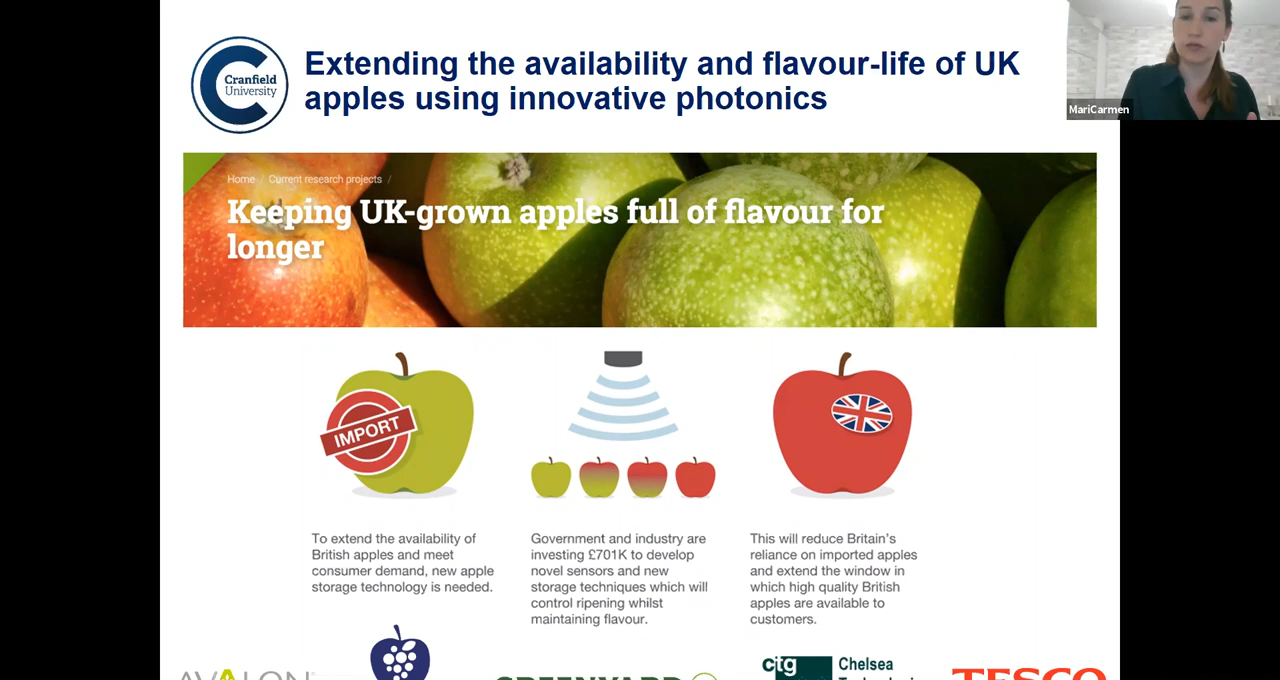 Cranfield
University
Extending the availability and flavour-life of UK
apples using innovative photonics
MariCarmen
Home / Current research projects /
Keeping UK-grown apples full of flavour for
longer
IMPORT
To extend the availability of
British apples and meet
consumer demand, new apple
storage technology is needed.
Government and industry are
investing £701K to develop
novel sensors and new
storage techniques which will
control ripening whilst
maintaining flavour.
This will reduce Britain's
reliance on imported apples
and extend the window in
which high quality British
apples are available to
customers.
AVALON
GREENYARD
ctg
Chelsea
TESCO